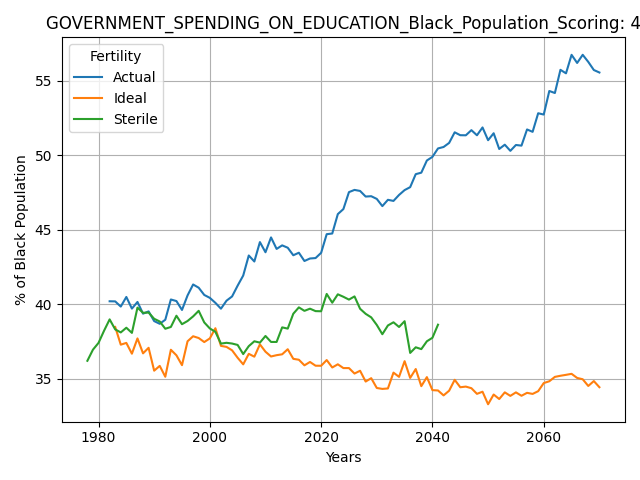 GOVERNMENT_SPENDING_ON_EDUCATION_Black_Population_Scoring: 4
Fertility
Actual
Ideal
Sterile
% of Black Population
55
50
45
40
35
1980
2000
2020
2040
2060
Years